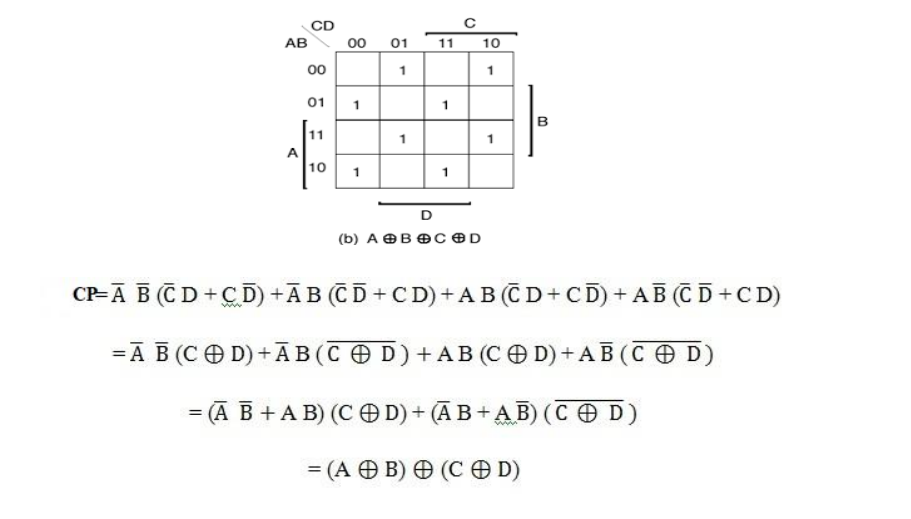 CD C
AB 00 01 11 10
00 1 1
01 1 1 B
A 11 1 1
10 1 1
D
(b) A ⊕ B ⊕ C ⊕ D
CP= A̅ B̅ (C̅ D + C D̅) + A̅ B (C̅ D̅ + C D) + A B (C̅ D + C D̅) + A B̅ (C̅ D̅ + C D)
= A̅ B̅ (C ⊕ D) + A̅ B ( C̅ ̅⊕̅ ̅D̅ ) + A B (C ⊕ D) + A B̅ ( C̅ ̅⊕̅ ̅D̅ )
= (A̅ B̅ + A B) (C ⊕ D) + (A̅ B + A B̅) ( C̅ ̅⊕̅ ̅D̅ )
= (A ⊕ B) ⊕ (C ⊕ D)